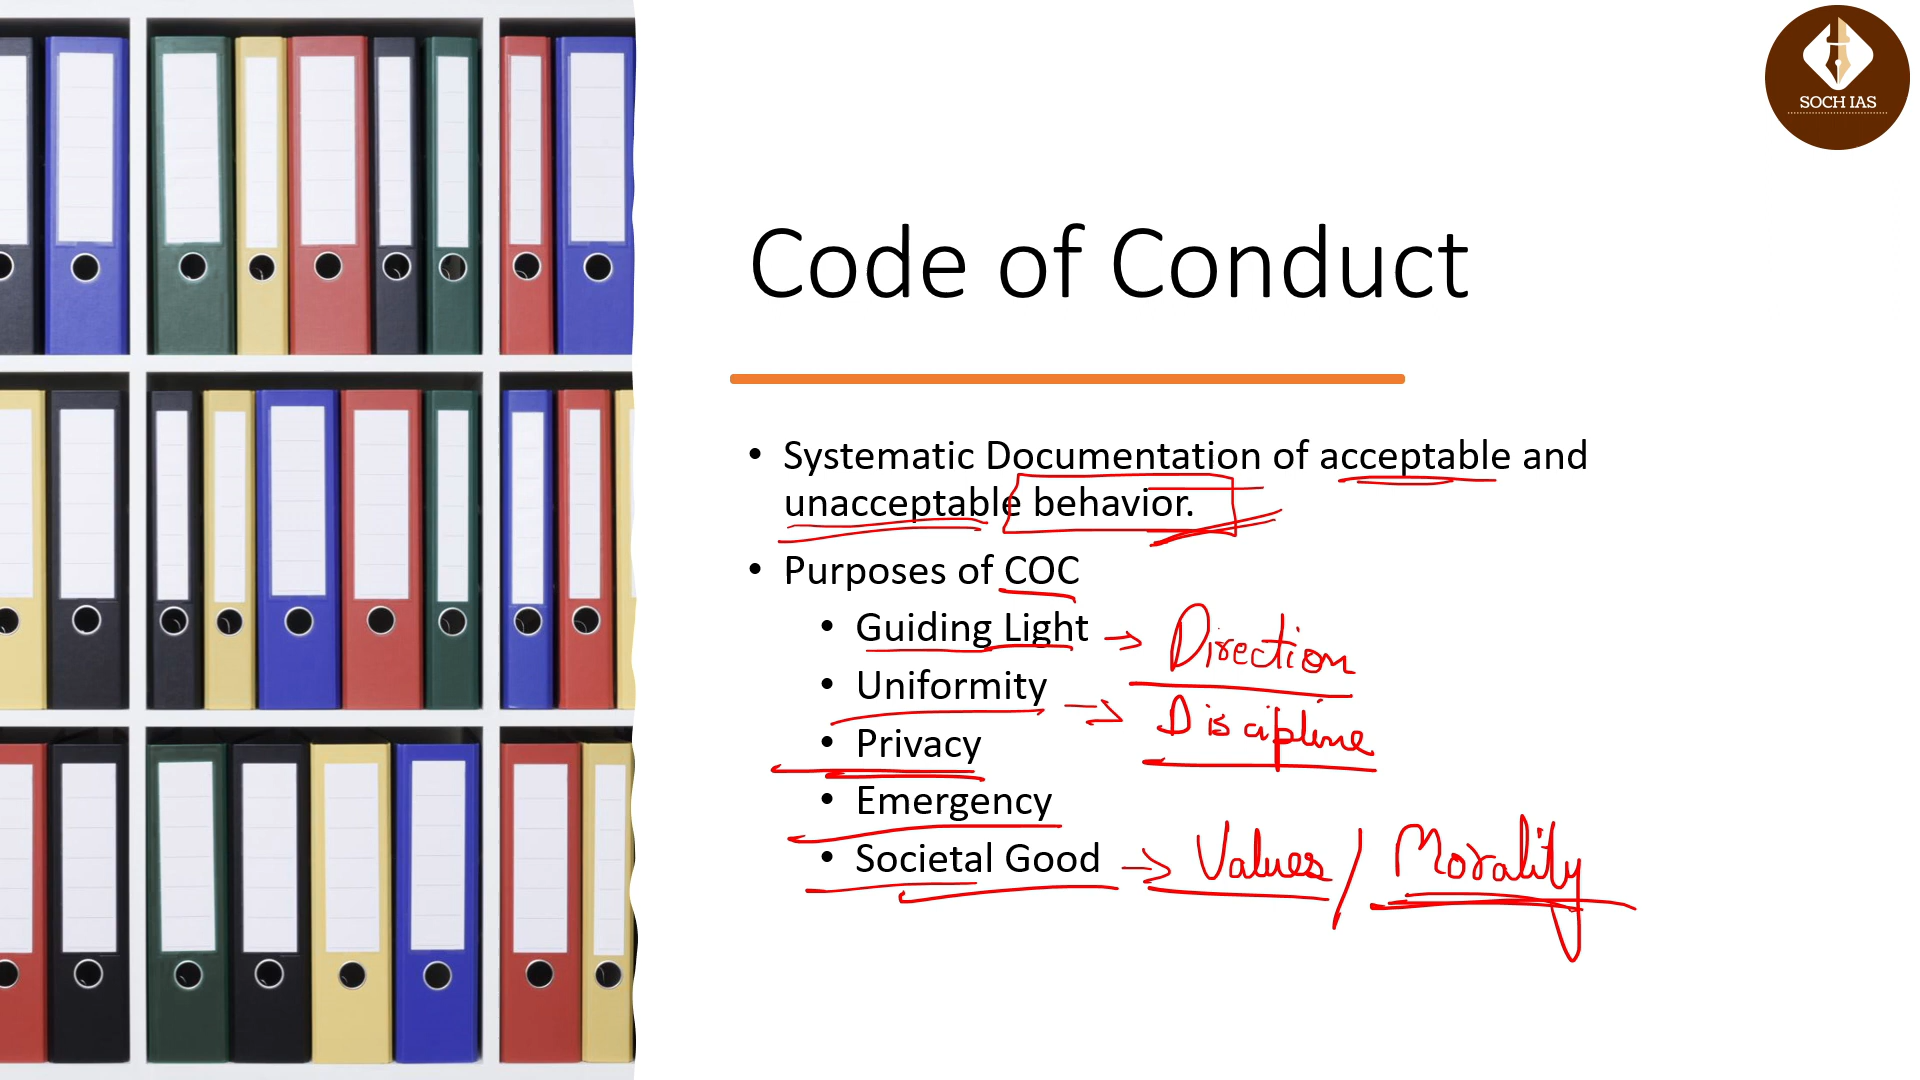 SOCH IAS
Code of Conduct
• Systematic Documentation of acceptable and
unacceptable behavior.
• Purposes of COC
• Guiding Light → Direction
• Uniformity → Discipline
• Privacy
• Emergency
• Societal Good → Values / Morality